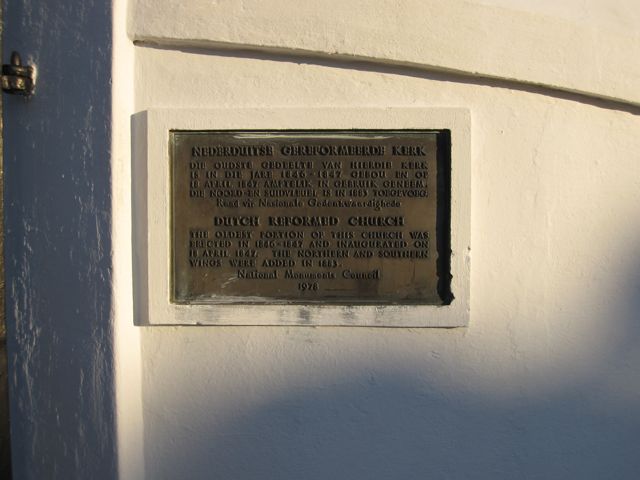 NEDERDUITSE GEREFORMEERDE KERK
DIE OUDSTE GEDEELTE VAN HIERDIE KERK
IS IN DIE JARE 1846-1847 GEBOU EN OP
18 APRIL 1847 AMPTELIK IN GEBRUIK GENEEM.
DIE NOORD- EN SUIDVLEUEL IS IN 1883 TOEGEVOEG.
Raad vir Nasionale Gedenkwaardighede
DUTCH REFORMED CHURCH
THE OLDEST PORTION OF THIS CHURCH WAS
ERECTED IN 1846-1847 AND INAUGURATED ON
18 APRIL 1847. THE NORTHERN AND SOUTHERN
WINGS WERE ADDED IN 1883.
National Monuments Council
1978